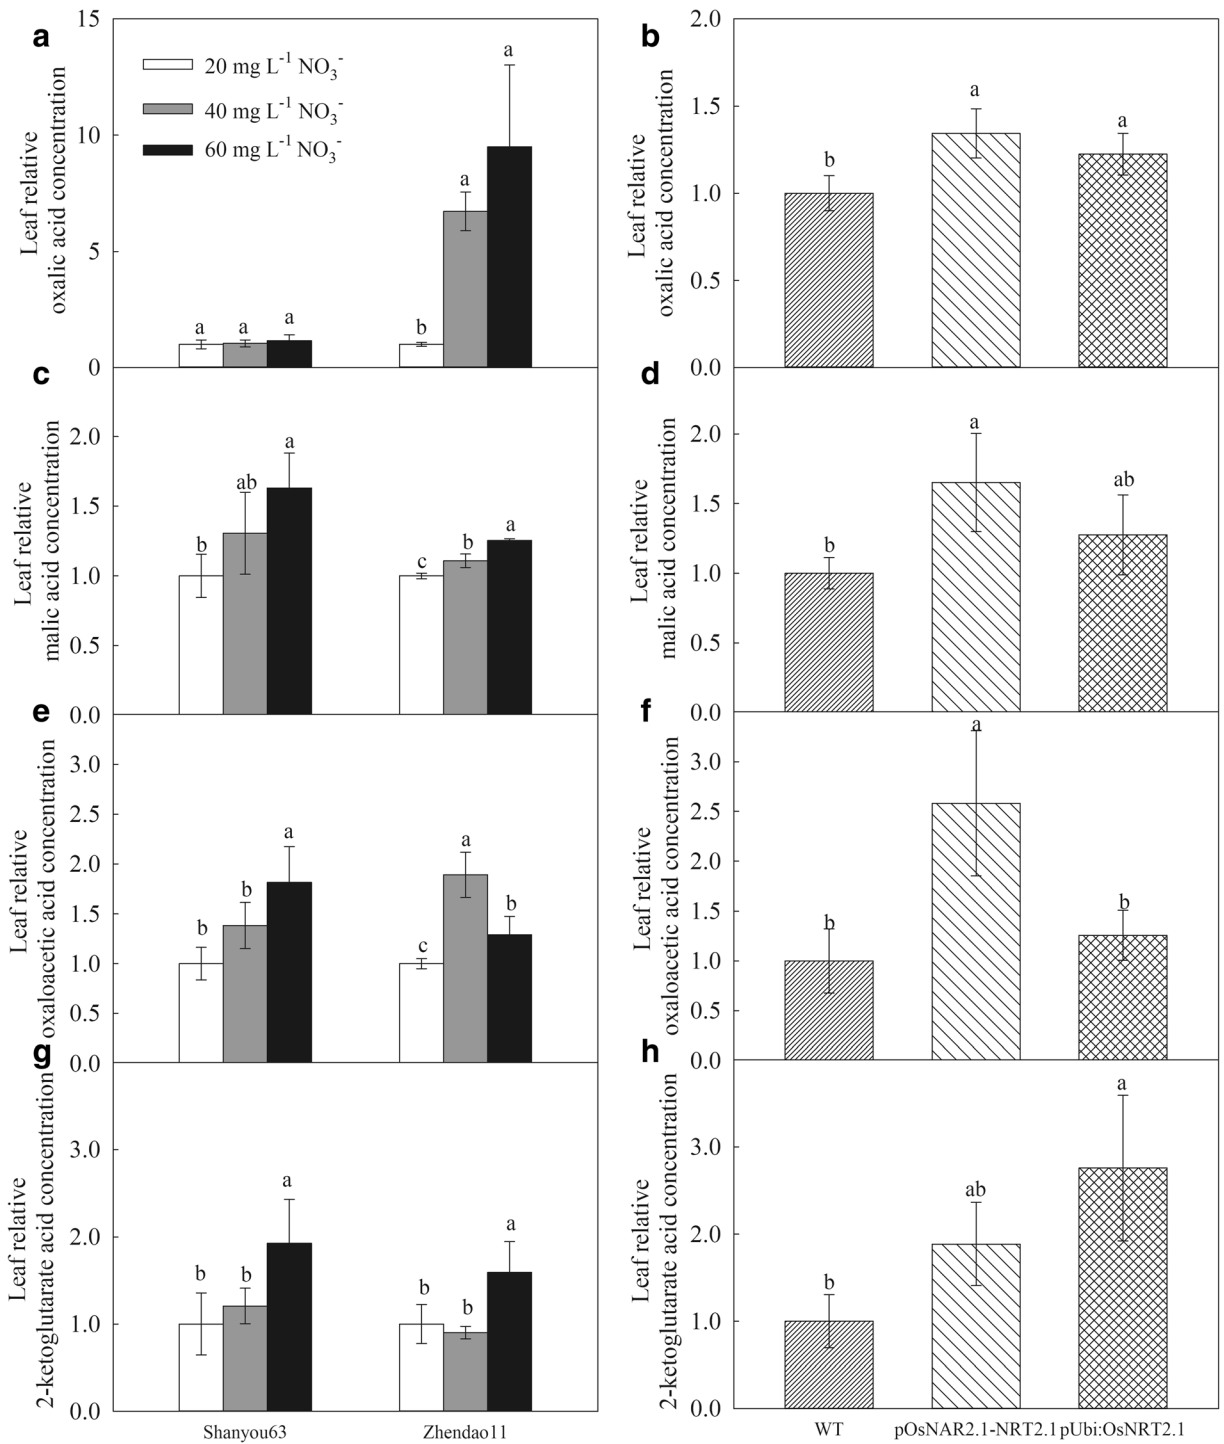 a
15
20 mg L-1 NO3-
40 mg L-1 NO3-
60 mg L-1 NO3-
10
5
0
Leaf relative
oxalic acid concentration
a
a
a
b
a
a
b
2.0
1.5
1.0
0.5
0.0
Leaf relative
oxalic acid concentration
b
a
a
c
2.0
1.5
1.0
0.5
0.0
Leaf relative
malic acid concentration
b
ab
a
c
b
a
d
2.0
1.5
1.0
0.5
0.0
Leaf relative
malic acid concentration
b
a
ab
e
3.0
2.5
2.0
1.5
1.0
0.5
0.0
Leaf relative
oxaloacetic acid concentration
b
b
a
c
a
b
f
3.0
2.5
2.0
1.5
1.0
0.5
0.0
Leaf relative
oxaloacetic acid concentration
b
a
b
g
3.0
2.0
1.0
0.0
Leaf relative
2-ketoglutarate acid concentration
b
b
a
b
b
a
Shanyou63 Zhendao11
h
3.0
2.0
1.0
0.0
Leaf relative
2-ketoglutarate acid concentration
b
ab
a
WT pOsNAR2.1-NRT2.1 pUbi:OsNRT2.1